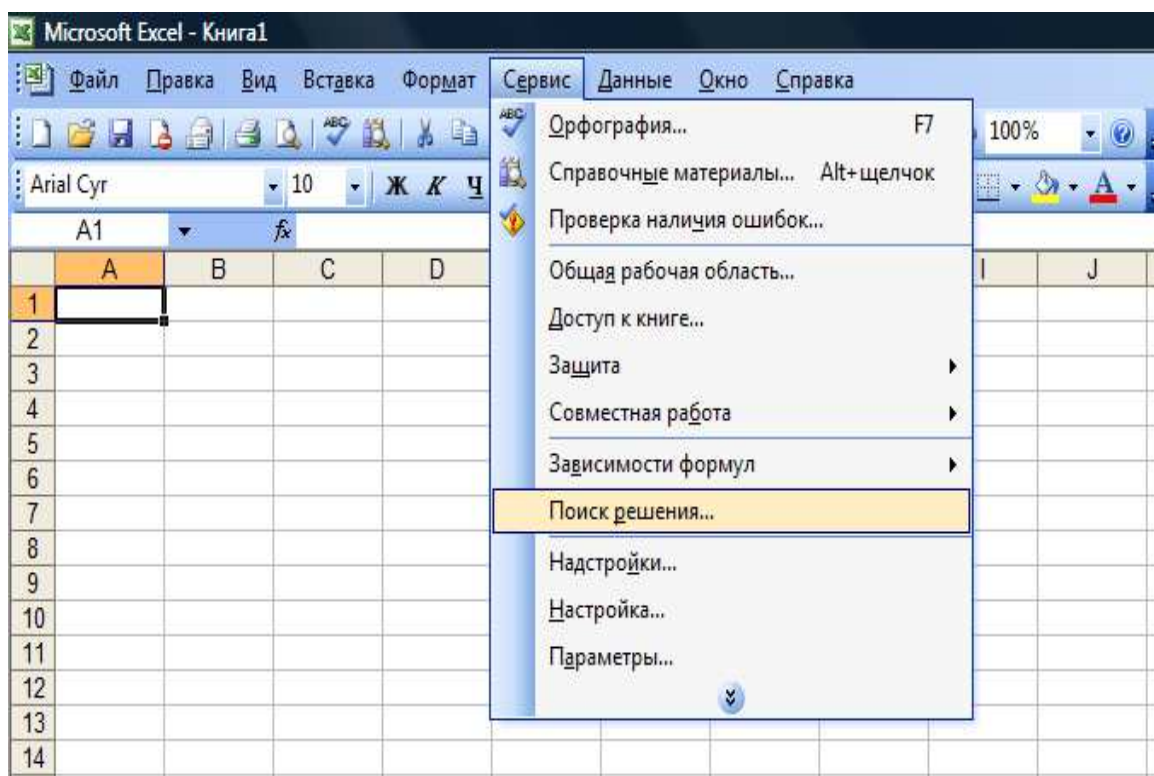 Microsoft Excel - Книга1
Файл Правка Вид Вставка Формат Сервис Данные Окно Справка
100%
Arial Cyr 10 Ж К Ч
A1 fx
A B C D I J
1
2
3
4
5
6
7
8
9
10
11
12
13
14
ABC Орфография... F7
Справочные материалы... Alt+щелчок
Проверка наличия ошибок...
Общая рабочая область...
Доступ к книге...
Защита
Совместная работа
Зависимости формул
Поиск решения...
Надстройки...
Настройка...
Параметры...